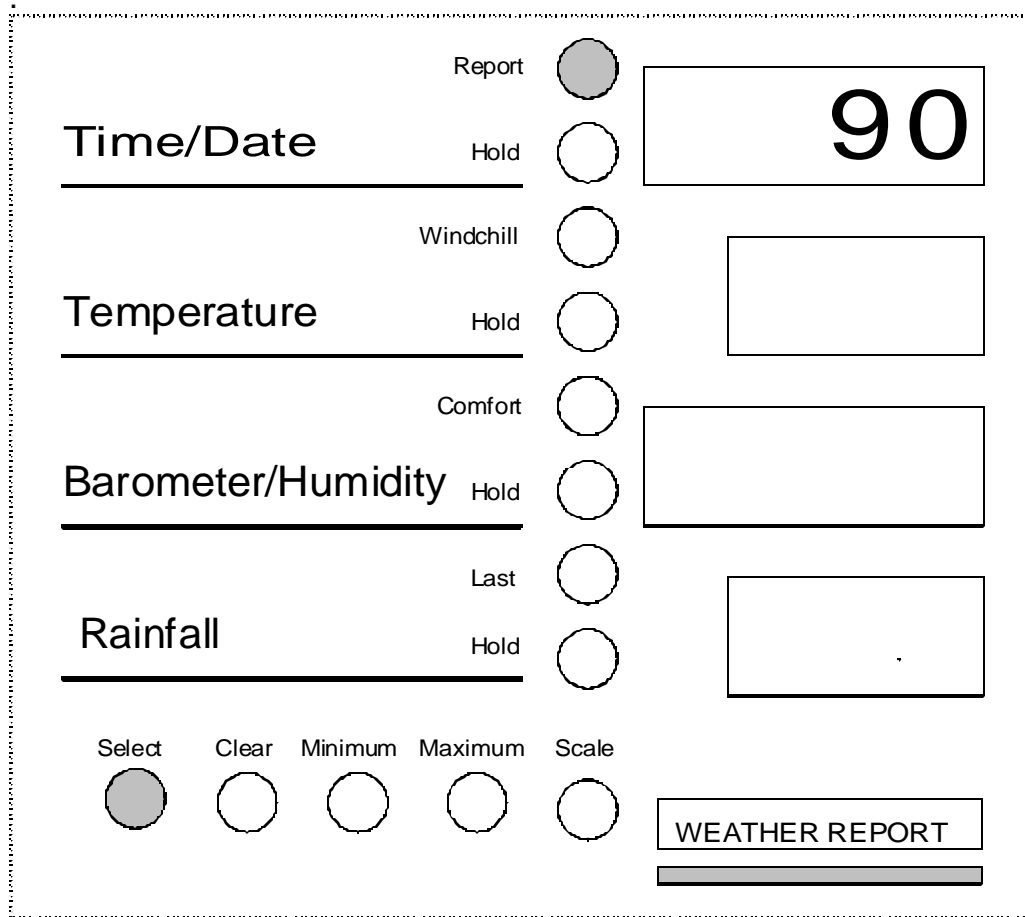 Report
90
Time/Date
Hold
Windchill
Temperature
Hold
Comfort
Barometer/Humidity Hold
Last
Rainfall
Hold
Select Clear Minimum Maximum Scale
WEATHER REPORT